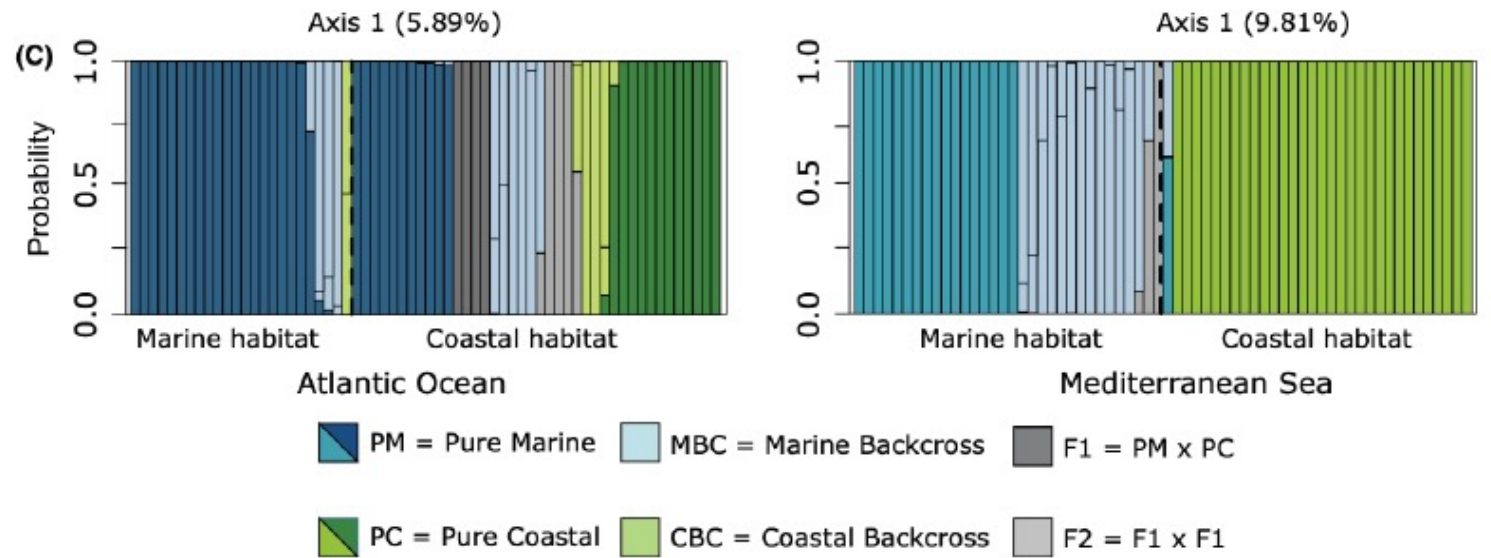 Axis 1 (5.89%)
Axis 1 (9.81%)
(C)
Probability
1.0
0.5
0.0
1.0
0.5
0.0
Marine habitat
Coastal habitat
Marine habitat
Coastal habitat
Atlantic Ocean
Mediterranean Sea
PM = Pure Marine
MBC = Marine Backcross
F1 = PM x PC
PC = Pure Coastal
CBC = Coastal Backcross
F2 = F1 x F1